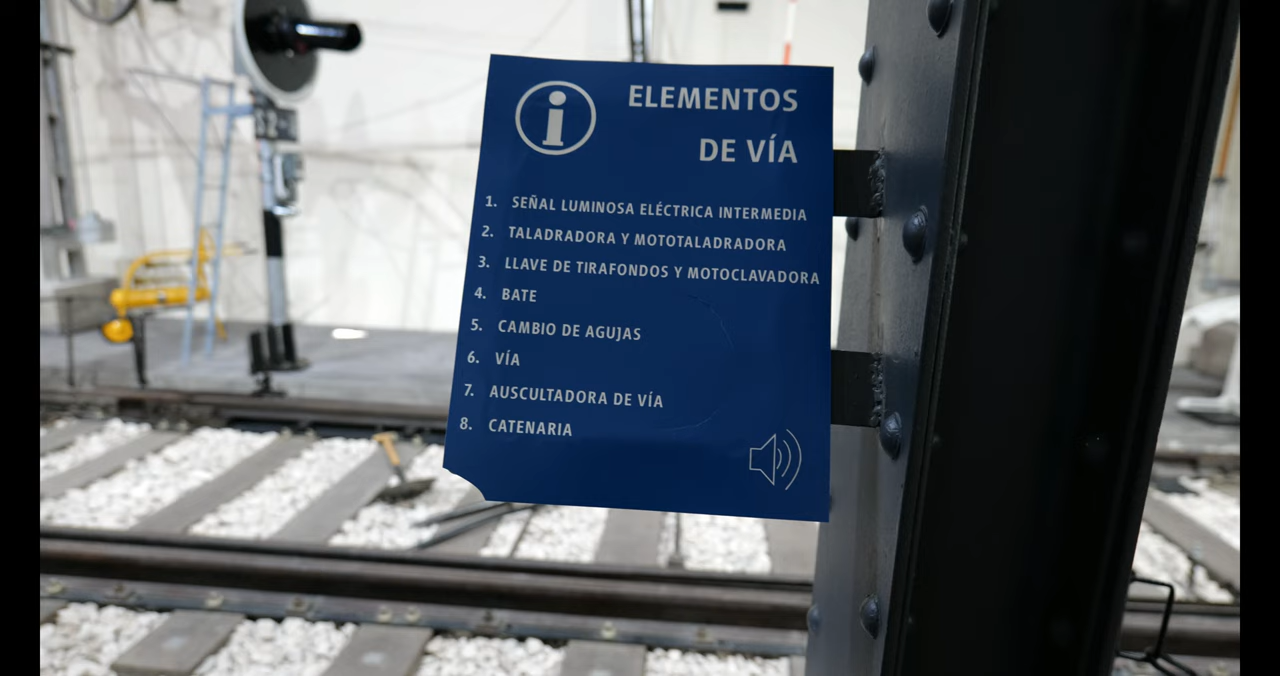 ELEMENTOS
DE VÍA
1. SEÑAL LUMINOSA ELÉCTRICA INTERMEDIA
2. TALADRADORA Y MOTOTALADRADORA
3. LLAVE DE TIRAFONDOS Y MOTOCLAVADORA
4. BATE
5. CAMBIO DE AGUJAS
6. VÍA
7. AUSCULTADORA DE VÍA
8. CATENARIA